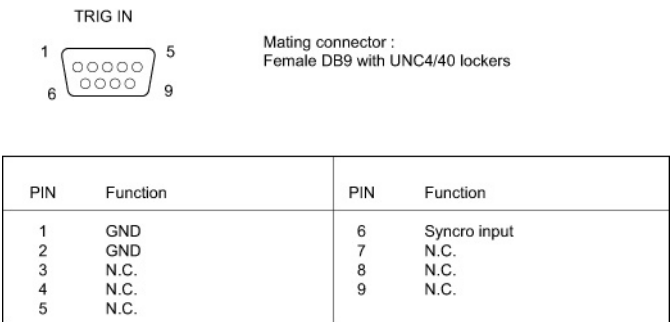 TRIG IN
1 5
6 9
Mating connector :
Female DB9 with UNC4/40 lockers
PIN Function PIN Function
1 GND 6 Syncro input
2 GND 7 N.C.
3 N.C. 8 N.C.
4 N.C. 9 N.C.
5 N.C.